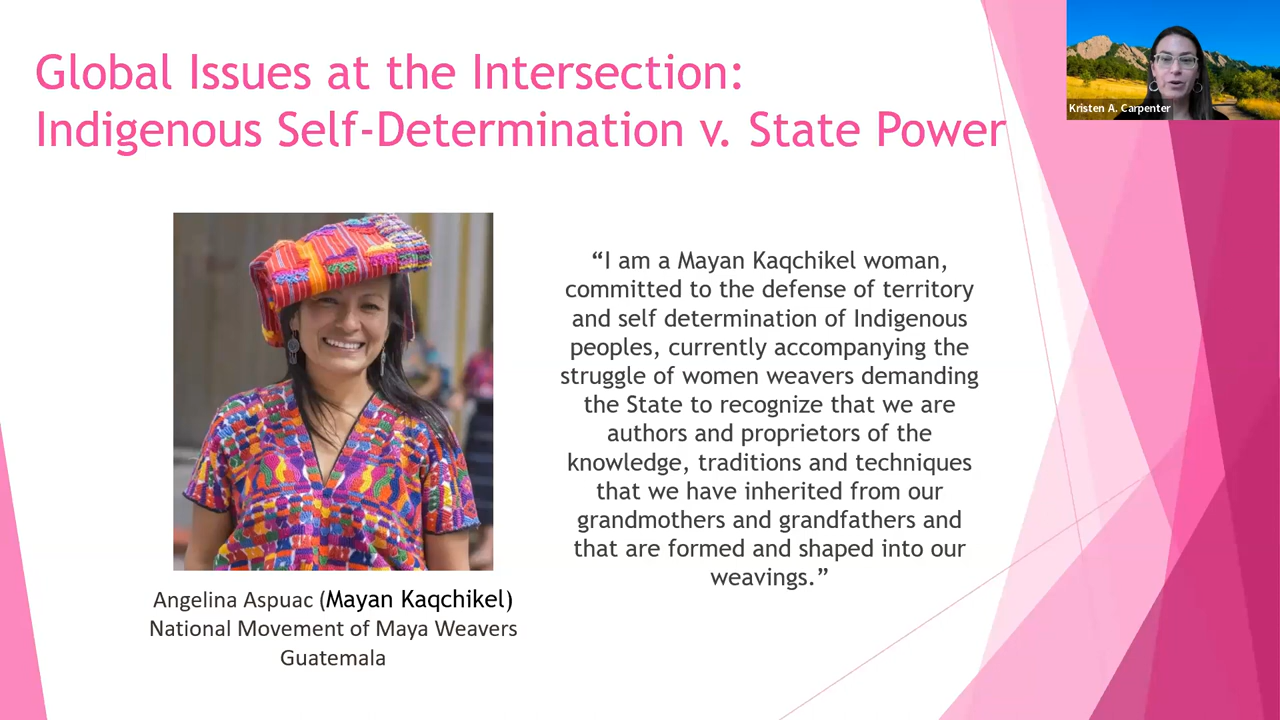 Global Issues at the Intersection:
Indigenous Self-Determination v. State Power
Kristen A. Carpenter
“I am a Mayan Kaqchikel woman,
committed to the defense of territory
and self determination of Indigenous
peoples, currently accompanying the
struggle of women weavers demanding
the State to recognize that we are
authors and proprietors of the
knowledge, traditions and techniques
that we have inherited from our
grandmothers and grandfathers and
that are formed and shaped into our
weavings.”
Angelina Aspuac (Mayan Kaqchikel)
National Movement of Maya Weavers
Guatemala